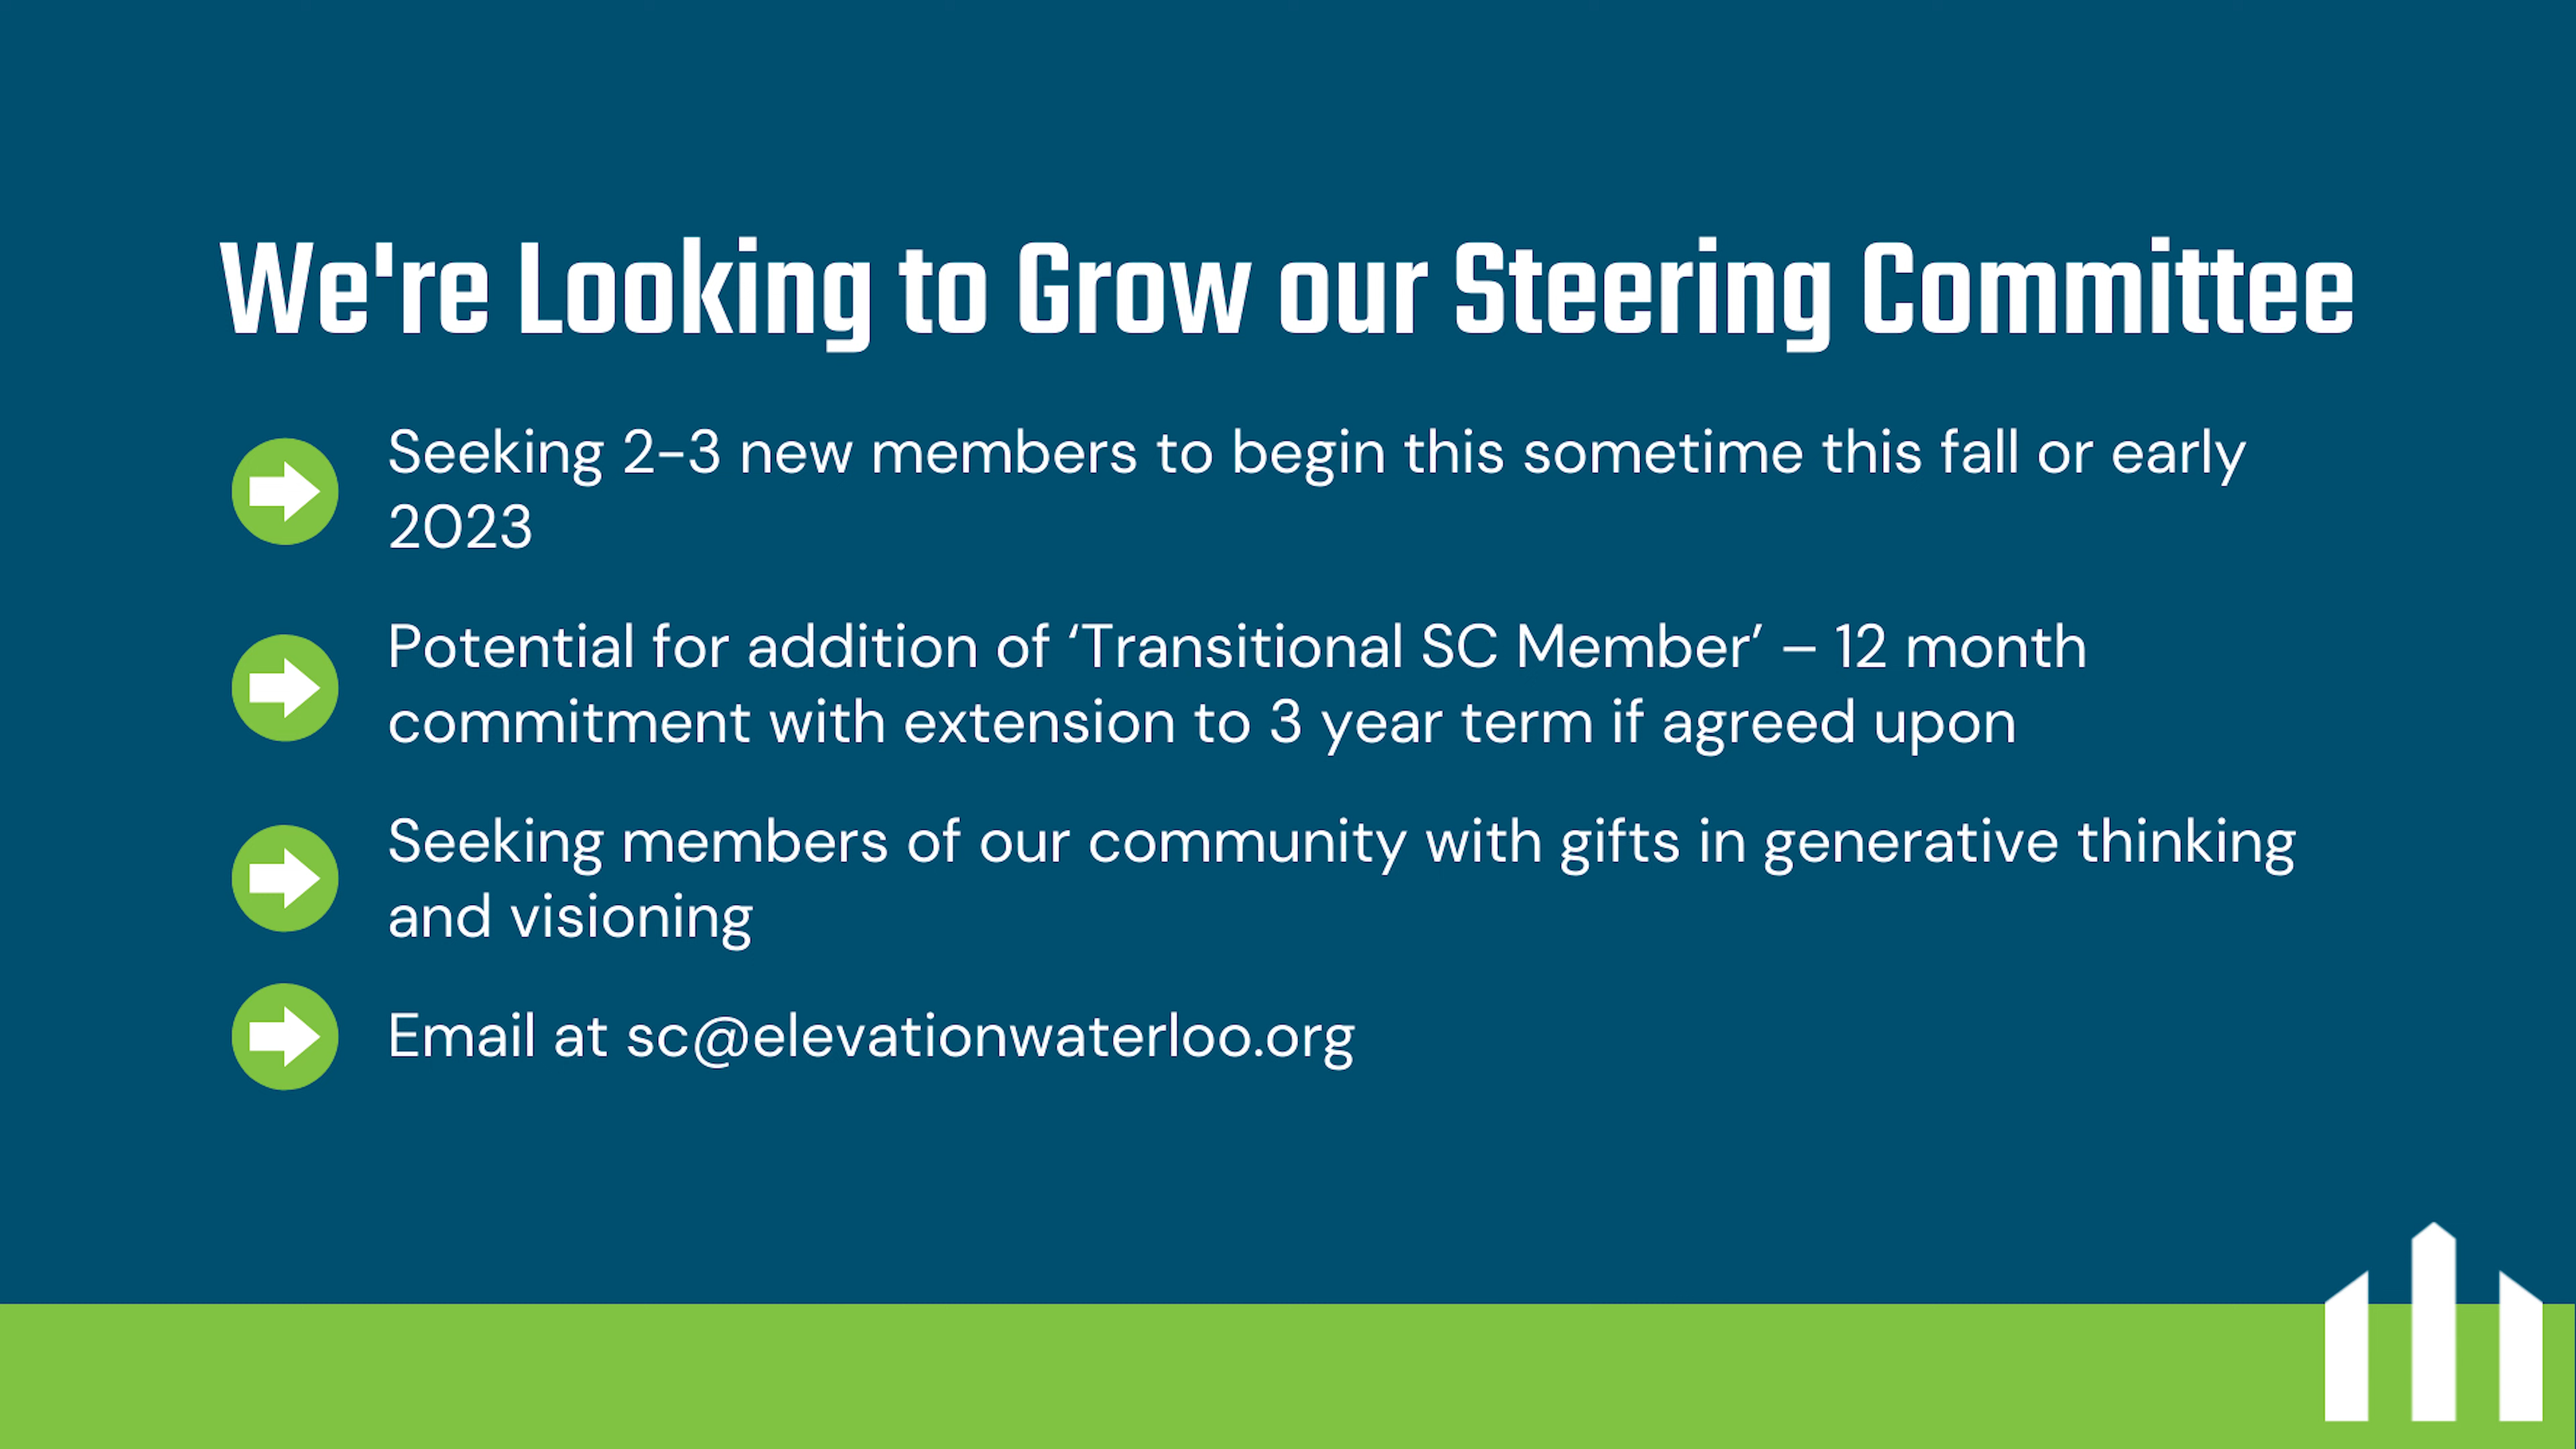 We're Looking to Grow our Steering Committee
Seeking 2-3 new members to begin this sometime this fall or early
2023
Potential for addition of ‘Transitional SC Member’ – 12 month
commitment with extension to 3 year term if agreed upon
Seeking members of our community with gifts in generative thinking
and visioning
Email at sc@elevationwaterloo.org